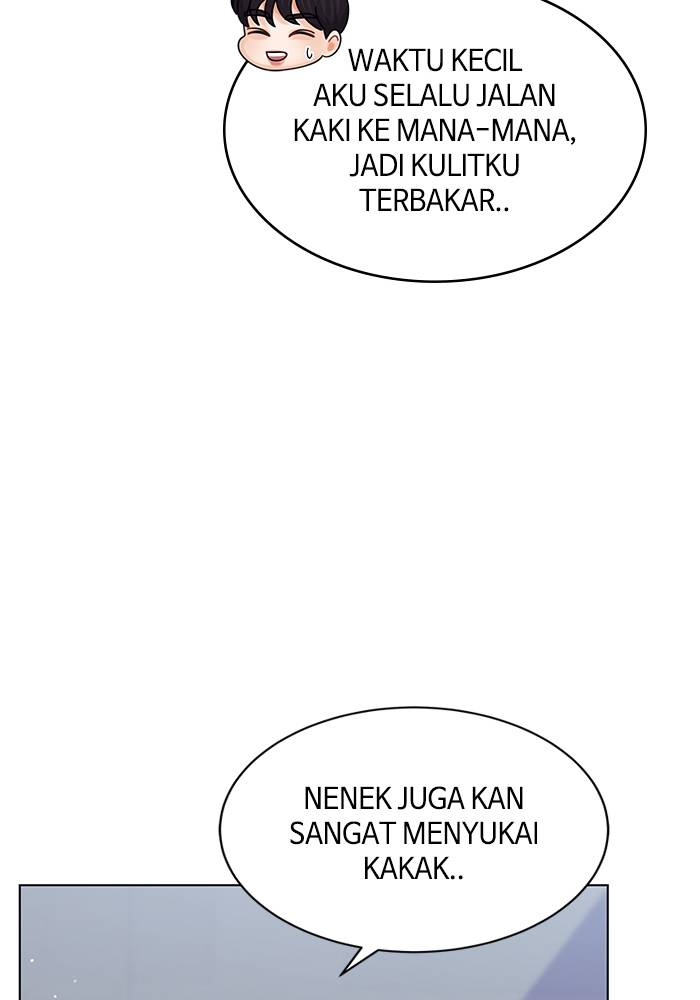 WAKTU KECIL
AKU SELALU JALAN
KAKI KE MANA-MANA,
JADI KULITKU
TERBAKAR..
NENEK JUGA KAN
SANGAT MENYUKAI
KAKAK..